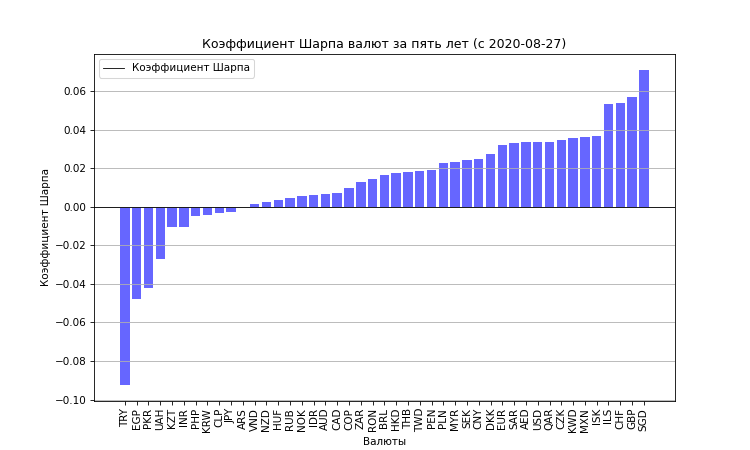 Коэффициент Шарпа валют за пять лет (с 2020-08-27)
Коэффициент Шарпа
0.06
0.04
0.02
0.00
−0.02
−0.04
−0.06
−0.08
−0.10
Коэффициент Шарпа
TRY EGP PKR UAH KZT INR PHP KRW CLP JPY ARS VND NZD HUF RUB NOK IDR AUD CAD COP ZAR RON BRL HKD THB TWD PEN PLN MYR SEK CNY DKK EUR SAR AED USD QAR CZK KWD MXN ISK ILS CHF GBP SGD
Валюты